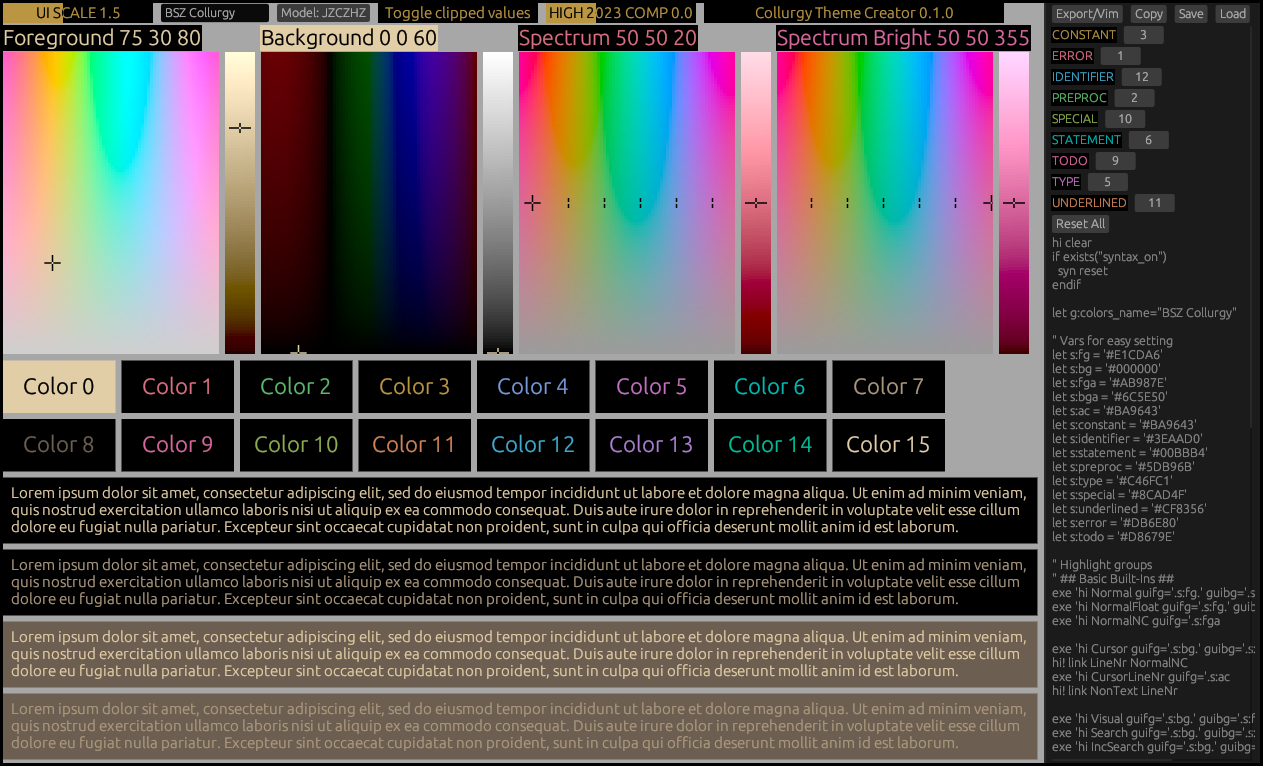 UI SCALE 1.5 BSZ Collurgy Model: JZCZHZ Toggle clipped values HIGH 2023 COMP 0.0 Collurgy Theme Creator 0.1.0
Foreground 75 30 80 Background 0 0 60 Spectrum 50 50 20 Spectrum Bright 50 50 355
Color 0 Color 1 Color 2 Color 3 Color 4 Color 5 Color 6 Color 7
Color 8 Color 9 Color 10 Color 11 Color 12 Color 13 Color 14 Color 15
Lorem ipsum dolor sit amet, consectetur adipiscing elit, sed do eiusmod tempor incididunt ut labore et dolore magna aliqua. Ut enim ad minim veniam,
quis nostrud exercitation ullamco laboris nisi ut aliquip ex ea commodo consequat. Duis aute irure dolor in reprehenderit in voluptate velit esse cillum
dolore eu fugiat nulla pariatur. Excepteur sint occaecat cupidatat non proident, sunt in culpa qui officia deserunt mollit anim id est laborum.
Lorem ipsum dolor sit amet, consectetur adipiscing elit, sed do eiusmod tempor incididunt ut labore et dolore magna aliqua. Ut enim ad minim veniam,
quis nostrud exercitation ullamco laboris nisi ut aliquip ex ea commodo consequat. Duis aute irure dolor in reprehenderit in voluptate velit esse cillum
dolore eu fugiat nulla pariatur. Excepteur sint occaecat cupidatat non proident, sunt in culpa qui officia deserunt mollit anim id est laborum.
Lorem ipsum dolor sit amet, consectetur adipiscing elit, sed do eiusmod tempor incididunt ut labore et dolore magna aliqua. Ut enim ad minim veniam,
quis nostrud exercitation ullamco laboris nisi ut aliquip ex ea commodo consequat. Duis aute irure dolor in reprehenderit in voluptate velit esse cillum
dolore eu fugiat nulla pariatur. Excepteur sint occaecat cupidatat non proident, sunt in culpa qui officia deserunt mollit anim id est laborum.
Lorem ipsum dolor sit amet, consectetur adipiscing elit, sed do eiusmod tempor incididunt ut labore et dolore magna aliqua. Ut enim ad minim veniam,
quis nostrud exercitation ullamco laboris nisi ut aliquip ex ea commodo consequat. Duis aute irure dolor in reprehenderit in voluptate velit esse cillum
dolore eu fugiat nulla pariatur. Excepteur sint occaecat cupidatat non proident, sunt in culpa qui officia deserunt mollit anim id est laborum.
Export/Vim Copy Save Load
CONSTANT 3
ERROR 1
IDENTIFIER 12
PREPROC 2
SPECIAL 10
STATEMENT 6
TODO 9
TYPE 5
UNDERLINED 11
Reset All
hi clear
if exists("syntax_on")
syn reset
endif
let g:colors_name="BSZ Collurgy"
" Vars for easy setting
let s:fg = '#E1CDA6'
let s:bg = '#000000'
let s:fga = '#AB987E'
let s:bga = '#6C5E50'
let s:ac = '#BA9643'
let s:constant = '#BA9643'
let s:identifier = '#3EAAD0'
let s:statement = '#00BBB4'
let s:preproc = '#5DB96B'
let s:type = '#C46FC1'
let s:special = '#8CAD4F'
let s:underlined = '#CF8356'
let s:error = '#DB6E80'
let s:todo = '#D8679E'
" Highlight groups
" ## Basic Built-Ins ##
exe 'hi Normal guifg='.s:fg.' guibg='.s
exe 'hi NormalFloat guifg='.s:fg.' guib
exe 'hi NormalNC guifg='.s:fga
exe 'hi Cursor guifg='.s:bg.' guibg='.s:
hi! link LineNr NormalNC
exe 'hi CursorLineNr guifg='.s:ac
hi! link NonText LineNr
exe 'hi Visual guifg='.s:bg.' guibg='.s:f
exe 'hi Search guifg='.s:bg.' guibg='.s:
exe 'hi IncSearch guifg='.s:bg.' guibg=